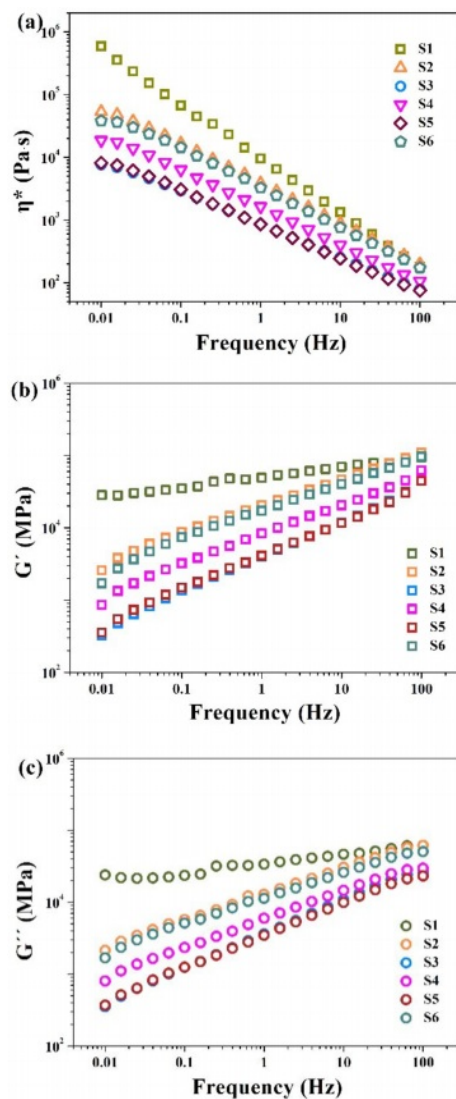 (a)
10⁶
10⁵
10⁴
10³
10²
η* (Pa·s)
S1
S2
S3
S4
S5
S6
0.01 0.1 1 10 100
Frequency (Hz)
(b)
10⁶
10⁴
10²
G´ (MPa)
S1
S2
S3
S4
S5
S6
0.01 0.1 1 10 100
Frequency (Hz)
(c)
10⁶
10⁴
10²
G´´ (MPa)
S1
S2
S3
S4
S5
S6
0.01 0.1 1 10 100
Frequency (Hz)